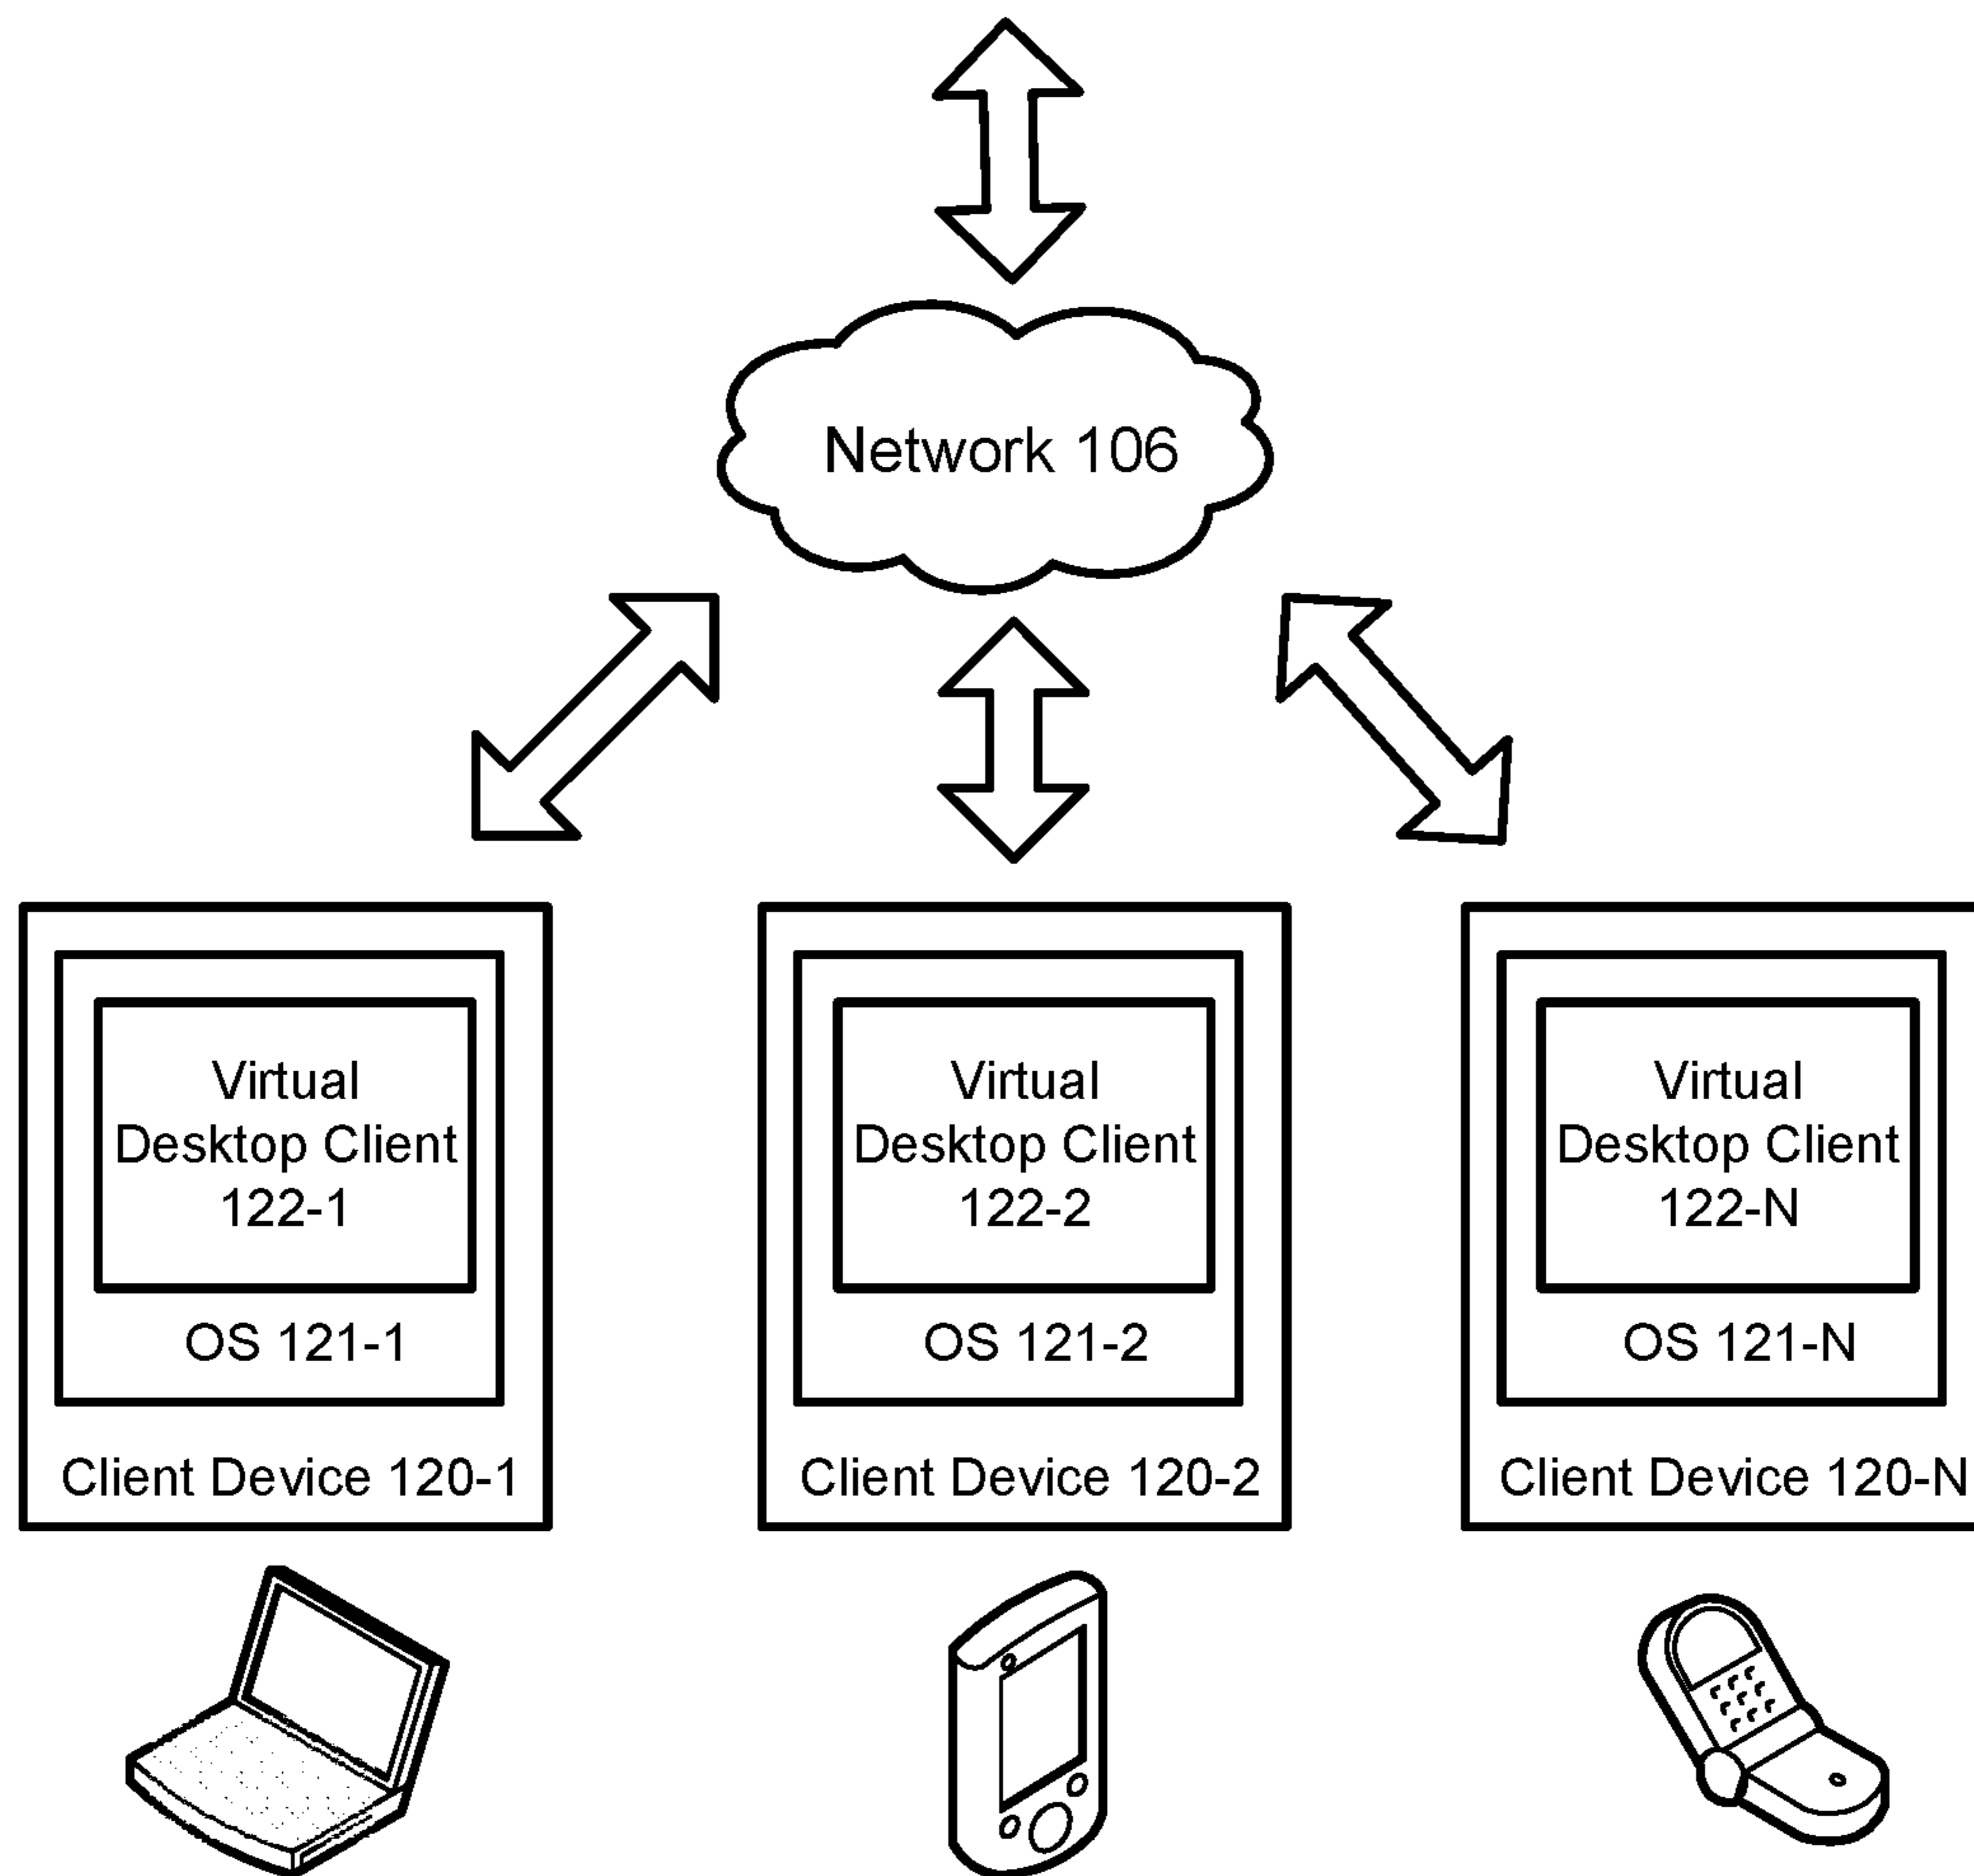 Network 106
Virtual
Desktop Client
122-1
OS 121-1
Client Device 120-1
Virtual
Desktop Client
122-2
OS 121-2
Client Device 120-2
Virtual
Desktop Client
122-N
OS 121-N
Client Device 120-N